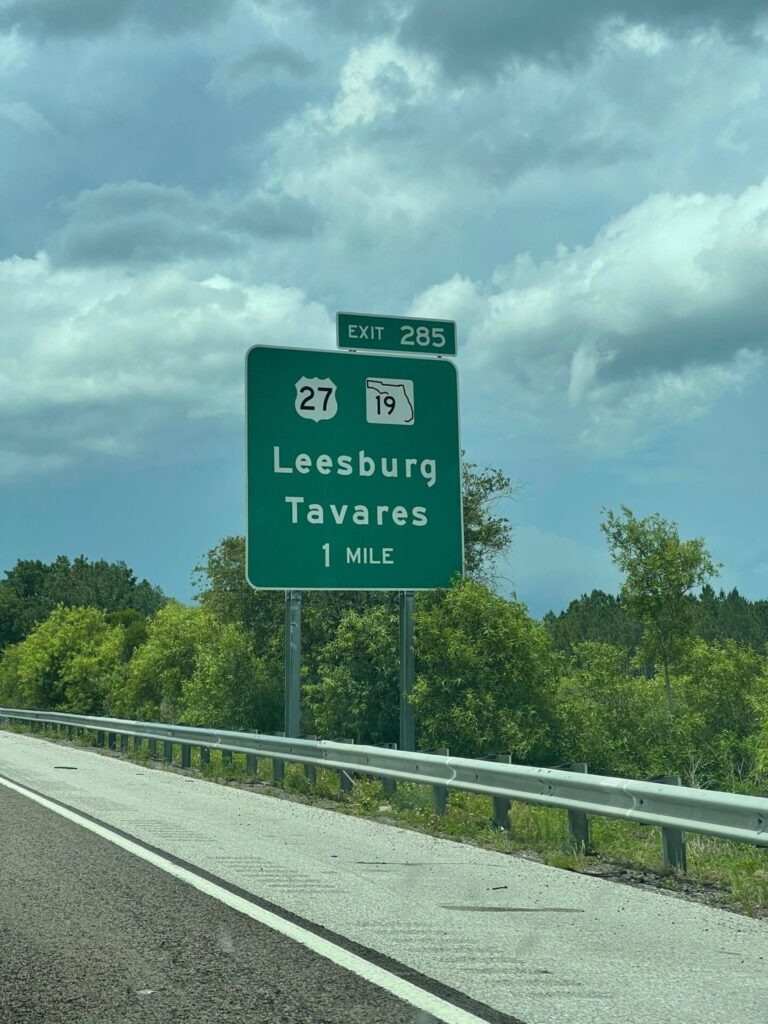 EXIT 285
27 19
Leesburg
Tavares
1 MILE